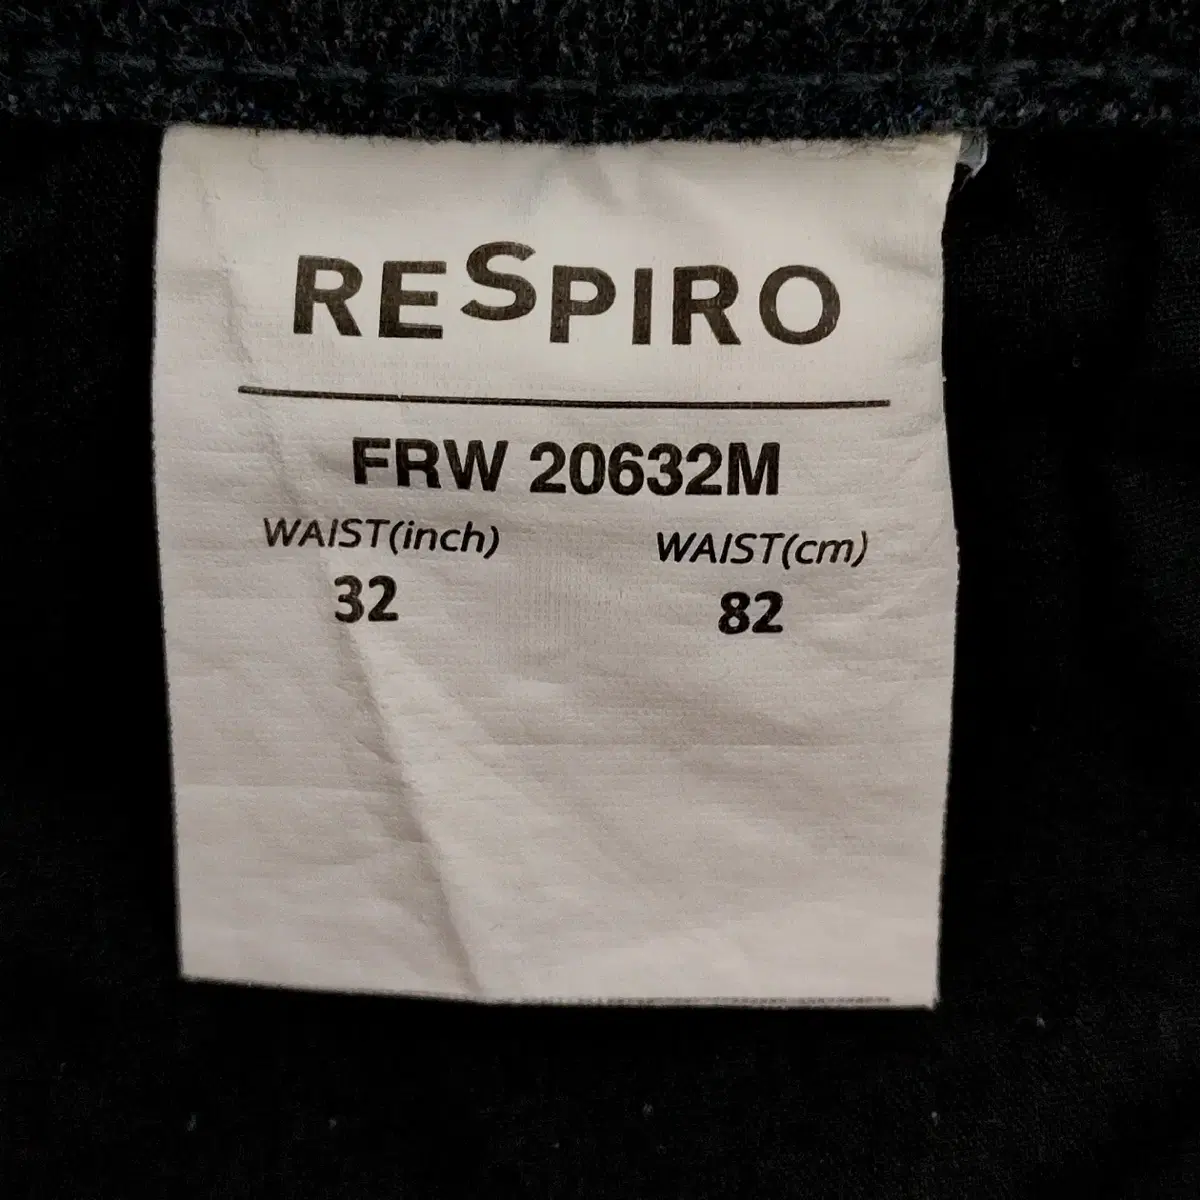 RESPIRO
FRW 20632M
WAIST(inch) WAIST(cm)
32 82